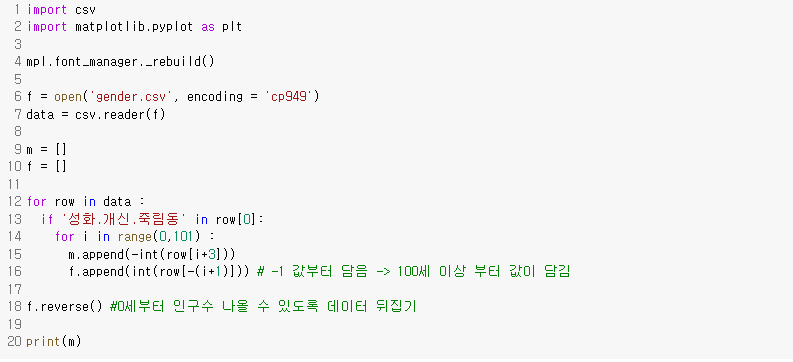 1 import csv
2 import matplotlib.pyplot as plt
3
4 mpl.font_manager._rebuild()
5
6 f = open('gender.csv', encoding = 'cp949')
7 data = csv.reader(f)
8
9 m = []
10 f = []
11
12 for row in data :
13   if '성화.개신.죽림동' in row[0]:
14     for i in range(0,101) :
15       m.append(-int(row[i+3]))
16       f.append(int(row[-(i+1)])) # -1 값부터 담음 -> 100세 이상 부터 값이 담김
17
18 f.reverse() #0세부터 인구수 나올 수 있도록 데이터 뒤집기
19
20 print(m)